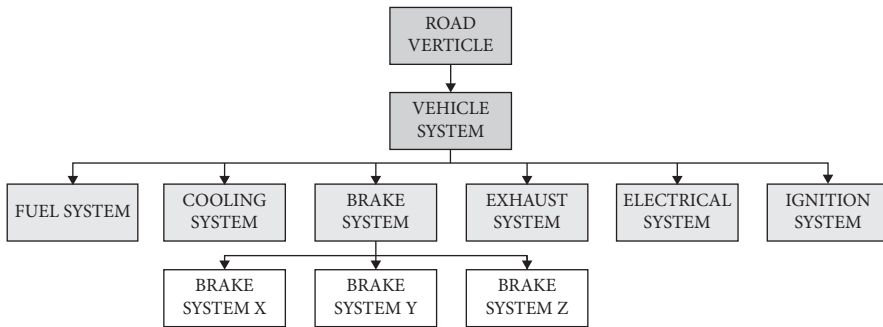 ROAD
VERTICLE
VEHICLE
SYSTEM
FUEL SYSTEM
COOLING
SYSTEM
BRAKE
SYSTEM
EXHAUST
SYSTEM
ELECTRICAL
SYSTEM
IGNITION
SYSTEM
BRAKE
SYSTEM X
BRAKE
SYSTEM Y
BRAKE
SYSTEM Z